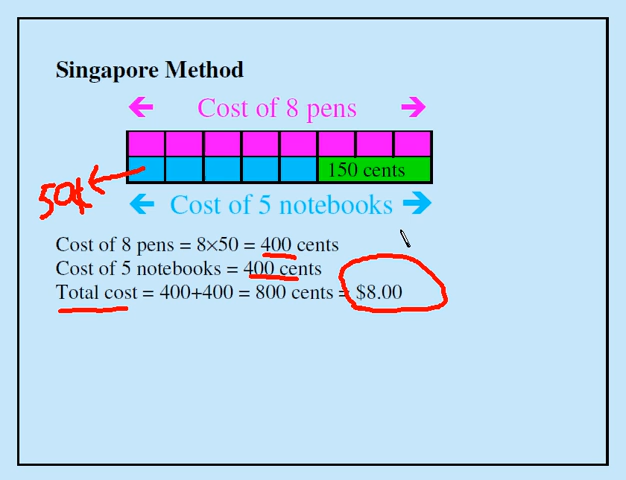 Singapore Method
← Cost of 8 pens →
150 cents
50¢ ←
← Cost of 5 notebooks →
Cost of 8 pens = 8×50 = 400 cents
Cost of 5 notebooks = 400 cents
Total cost = 400+400 = 800 cents = $8.00